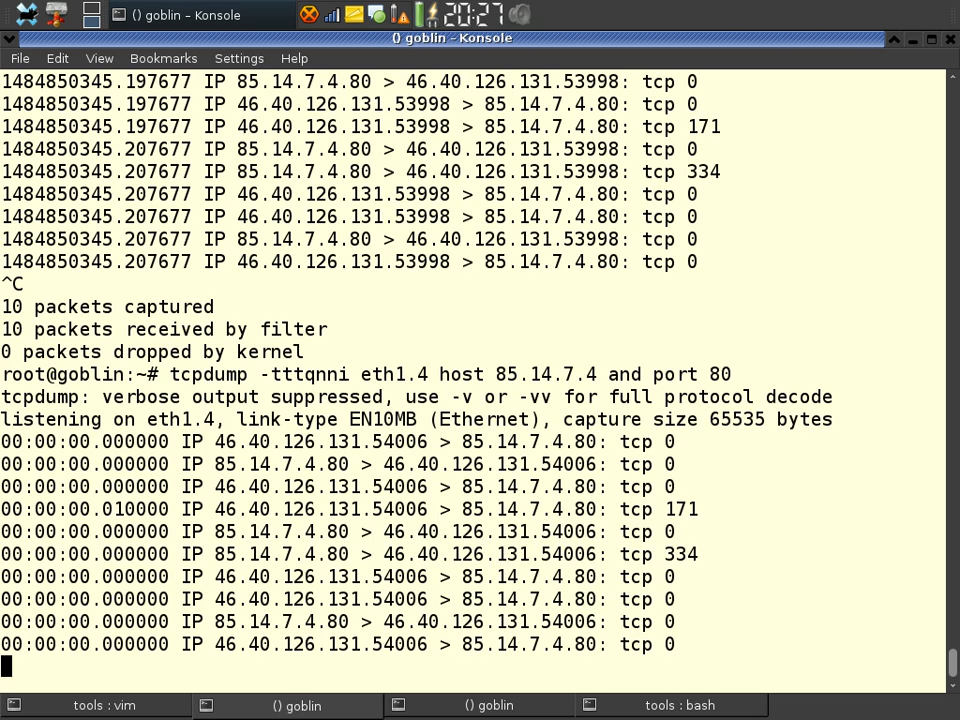 () goblin – Konsole
20:27
() goblin – Konsole
File Edit View Bookmarks Settings Help
1484850345.197677 IP 85.14.7.4.80 > 46.40.126.131.53998: tcp 0
1484850345.197677 IP 46.40.126.131.53998 > 85.14.7.4.80: tcp 0
1484850345.197677 IP 46.40.126.131.53998 > 85.14.7.4.80: tcp 171
1484850345.207677 IP 85.14.7.4.80 > 46.40.126.131.53998: tcp 0
1484850345.207677 IP 85.14.7.4.80 > 46.40.126.131.53998: tcp 334
1484850345.207677 IP 46.40.126.131.53998 > 85.14.7.4.80: tcp 0
1484850345.207677 IP 46.40.126.131.53998 > 85.14.7.4.80: tcp 0
1484850345.207677 IP 85.14.7.4.80 > 46.40.126.131.53998: tcp 0
1484850345.207677 IP 46.40.126.131.53998 > 85.14.7.4.80: tcp 0
^C
10 packets captured
10 packets received by filter
0 packets dropped by kernel
root@goblin:~# tcpdump -tttqnni eth1.4 host 85.14.7.4 and port 80
tcpdump: verbose output suppressed, use -v or -vv for full protocol decode
listening on eth1.4, link-type EN10MB (Ethernet), capture size 65535 bytes
00:00:00.000000 IP 46.40.126.131.54006 > 85.14.7.4.80: tcp 0
00:00:00.000000 IP 85.14.7.4.80 > 46.40.126.131.54006: tcp 0
00:00:00.000000 IP 46.40.126.131.54006 > 85.14.7.4.80: tcp 0
00:00:00.010000 IP 46.40.126.131.54006 > 85.14.7.4.80: tcp 171
00:00:00.000000 IP 85.14.7.4.80 > 46.40.126.131.54006: tcp 0
00:00:00.000000 IP 85.14.7.4.80 > 46.40.126.131.54006: tcp 334
00:00:00.000000 IP 46.40.126.131.54006 > 85.14.7.4.80: tcp 0
00:00:00.000000 IP 46.40.126.131.54006 > 85.14.7.4.80: tcp 0
00:00:00.000000 IP 85.14.7.4.80 > 46.40.126.131.54006: tcp 0
00:00:00.000000 IP 46.40.126.131.54006 > 85.14.7.4.80: tcp 0
tools : vim
() goblin
() goblin
tools : bash